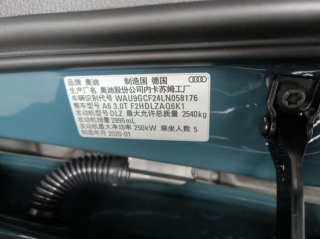 品牌 奥迪 制造国 德国
生产厂名 奥迪股份公司内卡苏姆工厂
车辆识别代号 WAU9GCF24LN058176
整车型号 A6 3.0T F2HDLZAQ6K1
发动机型号 DLZ 最大允许总质量 2540kg
发动机排量 2995mL
发动机最大净功率 250kW 乘坐人数 5
制造年月 2020-01